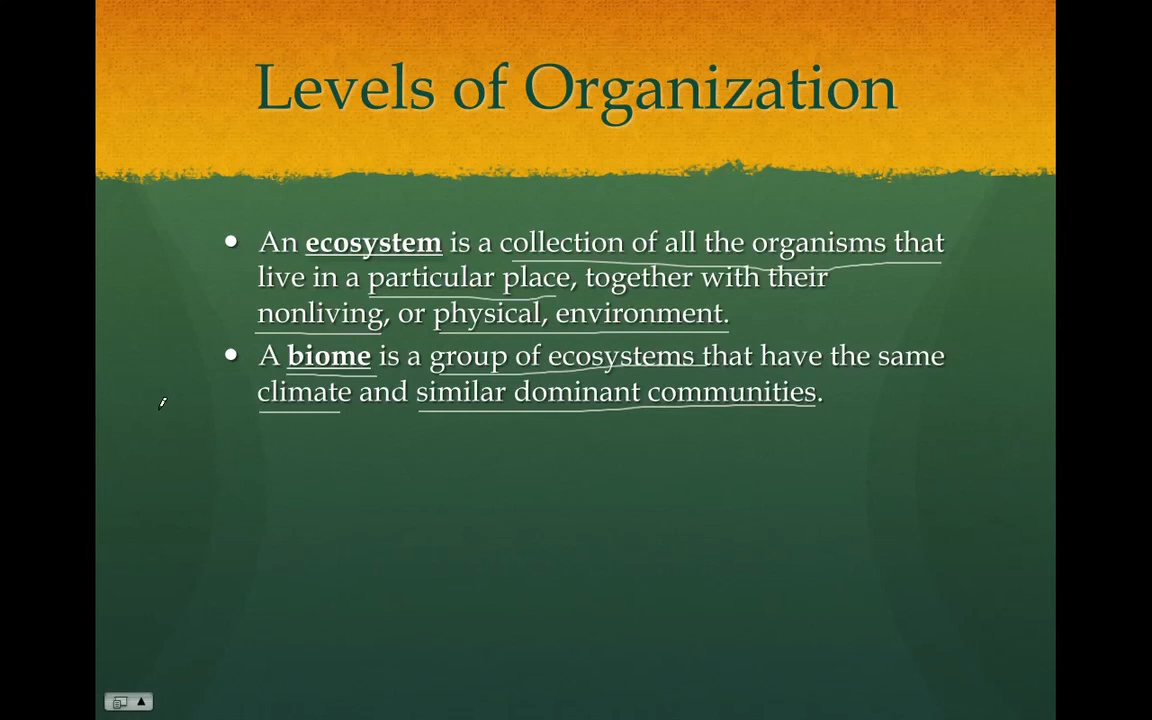 Levels of Organization
• An ecosystem is a collection of all the organisms that
live in a particular place, together with their
nonliving, or physical, environment.
• A biome is a group of ecosystems that have the same
climate and similar dominant communities.